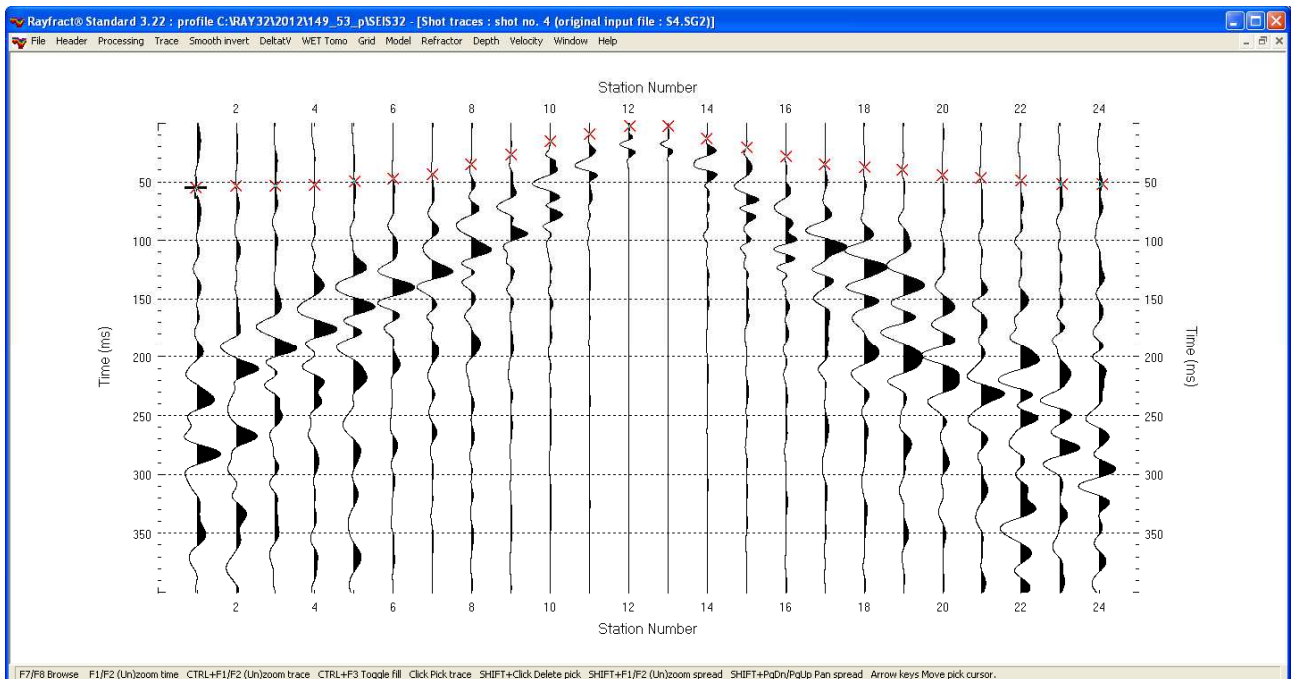 Rayfract® Standard 3.22 : profile C:\RAY32\2012\149_53_p\SEIS32 - [Shot traces : shot no. 4 (original input file : S4.SG2)]
File Header Processing Trace Smooth invert DeltatV WET Tomo Grid Model Refractor Depth Velocity Window Help
Station Number
2 4 6 8 10 12 14 16 18 20 22 24
50 50
100 100
150 150
Time (ms) Time (ms)
200 200
250 250
300 300
350 350
2 4 6 8 10 12 14 16 18 20 22 24
Station Number
F7/F8 Browse F1/F2 (Un)zoom time CTRL+F1/F2 (Un)zoom trace CTRL+F3 Toggle fill Click Pick trace SHIFT+Click Delete pick SHIFT+F1/F2 (Un)zoom spread SHIFT+PgDn/PgUp Pan spread Arrow keys Move pick cursor.